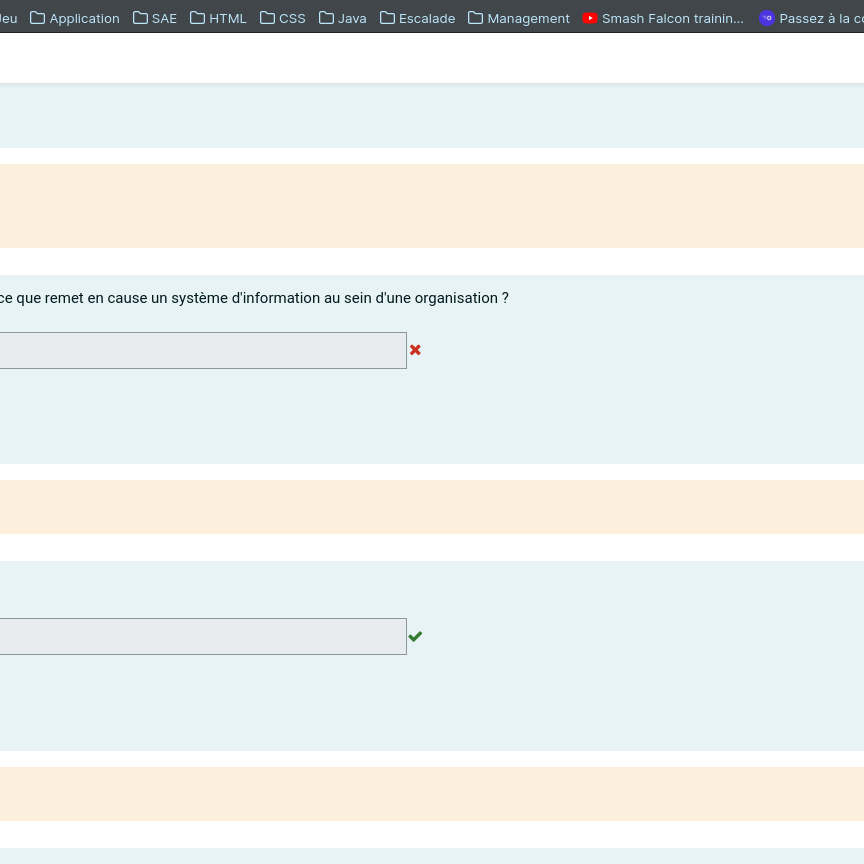 Jeu Application SAE HTML CSS Java Escalade Management Smash Falcon trainin... Passez à la
ce que remet en cause un système d'information au sein d'une organisation ?